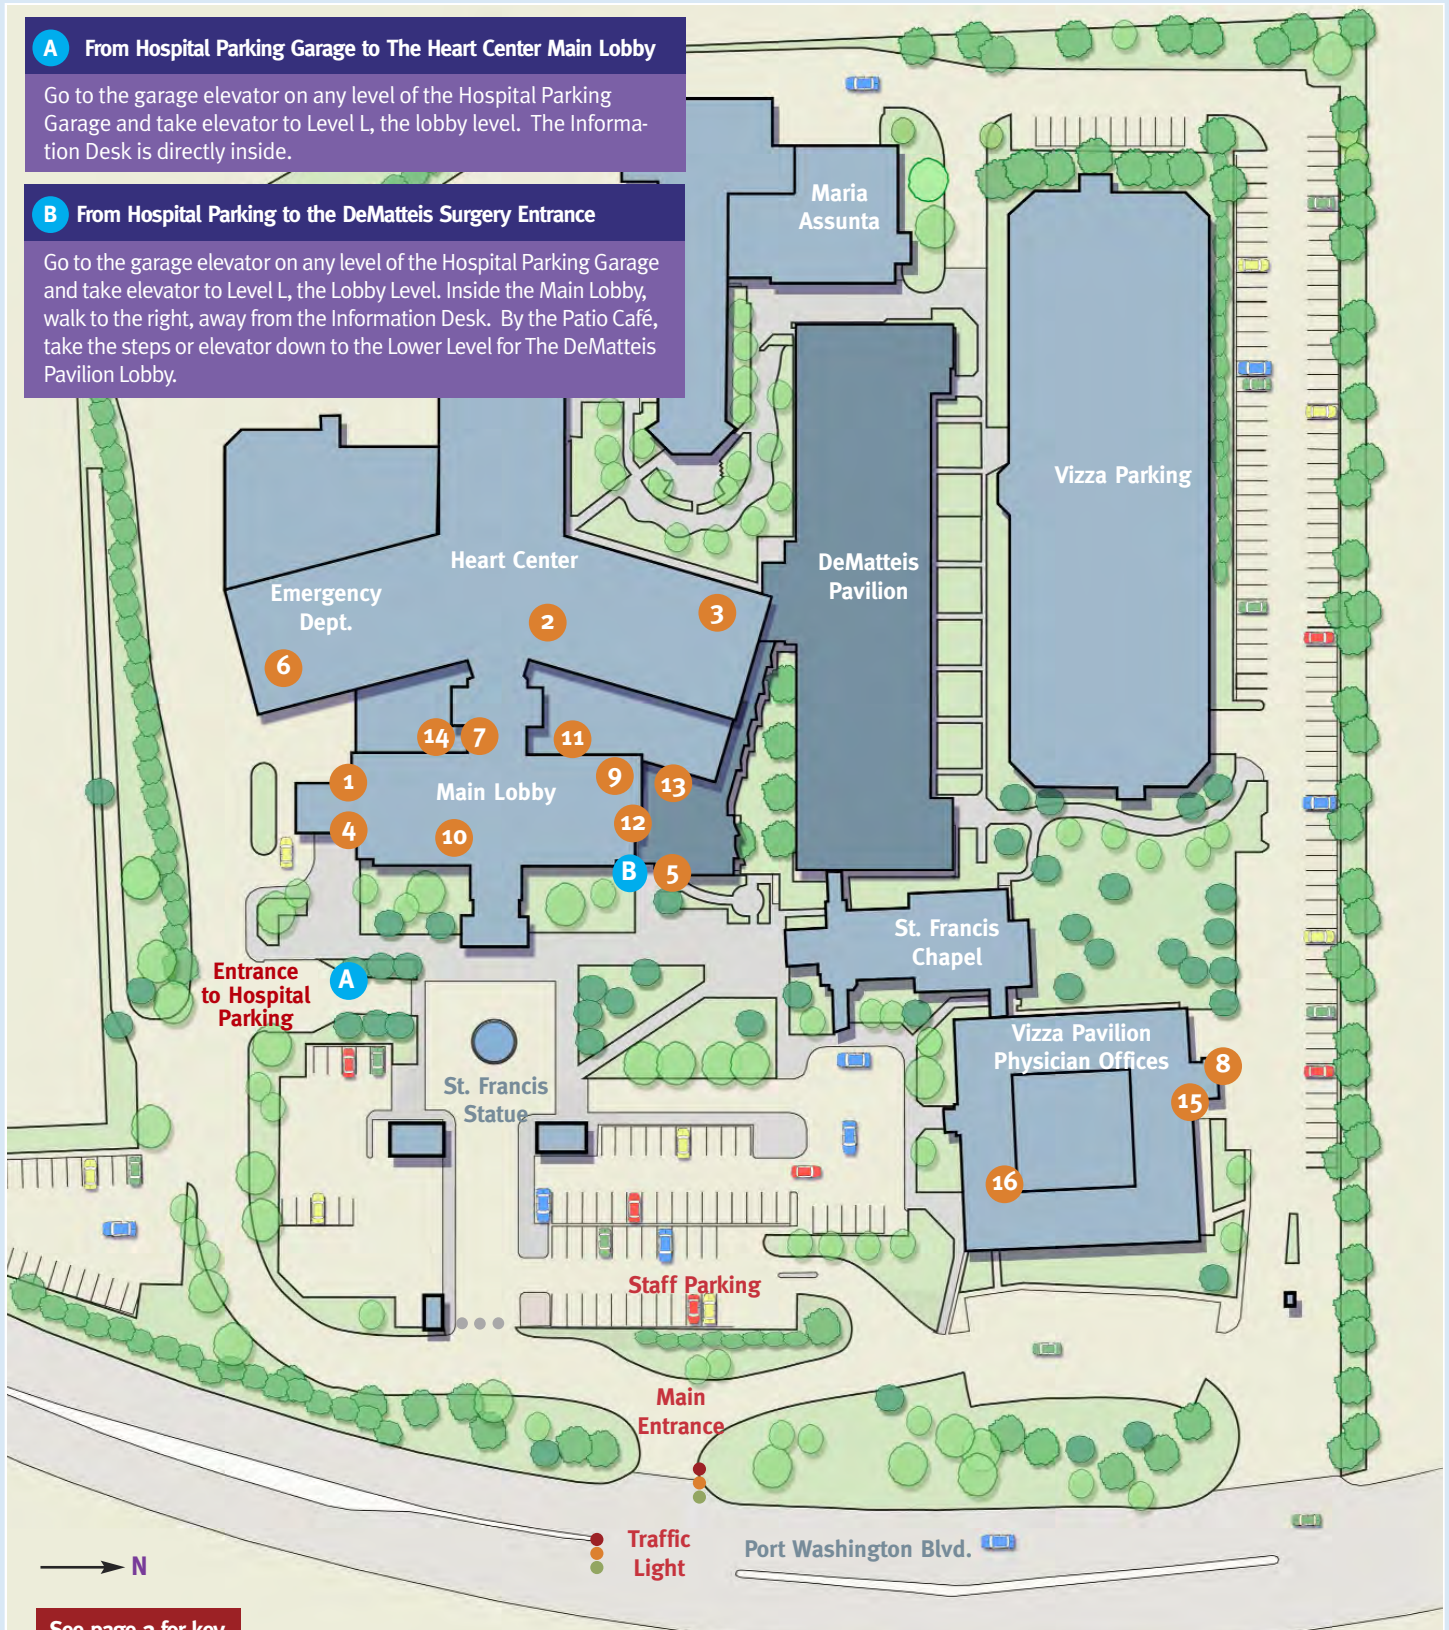 A From Hospital Parking Garage to The Heart Center Main Lobby
Go to the garage elevator on any level of the Hospital Parking
Garage and take elevator to Level L, the lobby level. The Informa-
tion Desk is directly inside.
B From Hospital Parking to the DeMatteis Surgery Entrance
Go to the garage elevator on any level of the Hospital Parking Garage
and take elevator to Level L, the Lobby Level. Inside the Main Lobby,
walk to the right, away from the Information Desk. By the Patio Café,
take the steps or elevator down to the Lower Level for The DeMatteis
Pavilion Lobby.
Maria
Assunta
Vizza Parking
Heart Center
DeMatteis
Pavilion
Emergency
Dept.
2
3
6
14
7
11
1
9
13
Main Lobby
4
10
12
B
5
St. Francis
Chapel
Entrance
to Hospital
Parking
A
Vizza Pavilion
Physician Offices
8
15
16
St. Francis
Statue
Staff Parking
Main
Entrance
Traffic
Light
Port Washington Blvd.
N
See page 2 for key